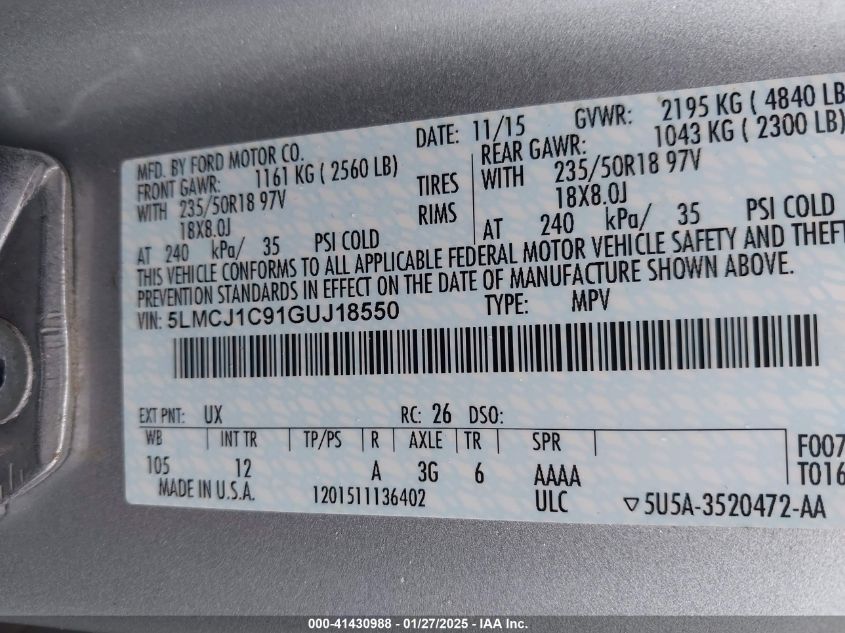 MFD. BY FORD MOTOR CO. DATE: 11/15 GVWR: 2195 KG ( 4840 LB
FRONT GAWR: 1161 KG ( 2560 LB) REAR GAWR: 1043 KG ( 2300 LB)
WITH 235/50R18 97V TIRES WITH 235/50R18 97V
18X8.0J RIMS 18X8.0J
AT 240 kPa/ 35 PSI COLD AT 240 kPa/ 35 PSI COLD
THIS VEHICLE CONFORMS TO ALL APPLICABLE FEDERAL MOTOR VEHICLE SAFETY AND THEFT
PREVENTION STANDARDS IN EFFECT ON THE DATE OF MANUFACTURE SHOWN ABOVE.
VIN: 5LMCJ1C91GUJ18550 TYPE: MPV
EXT PNT: UX RC: 26 DSO:
WB INT TR TP/PS R AXLE TR SPR F007
105 12 A 3G 6 AAAA T016
MADE IN U.S.A. 1201511136402 ULC ▽5U5A-3520472-AA
000-41430988 — 01/27/2025 — IAA Inc.